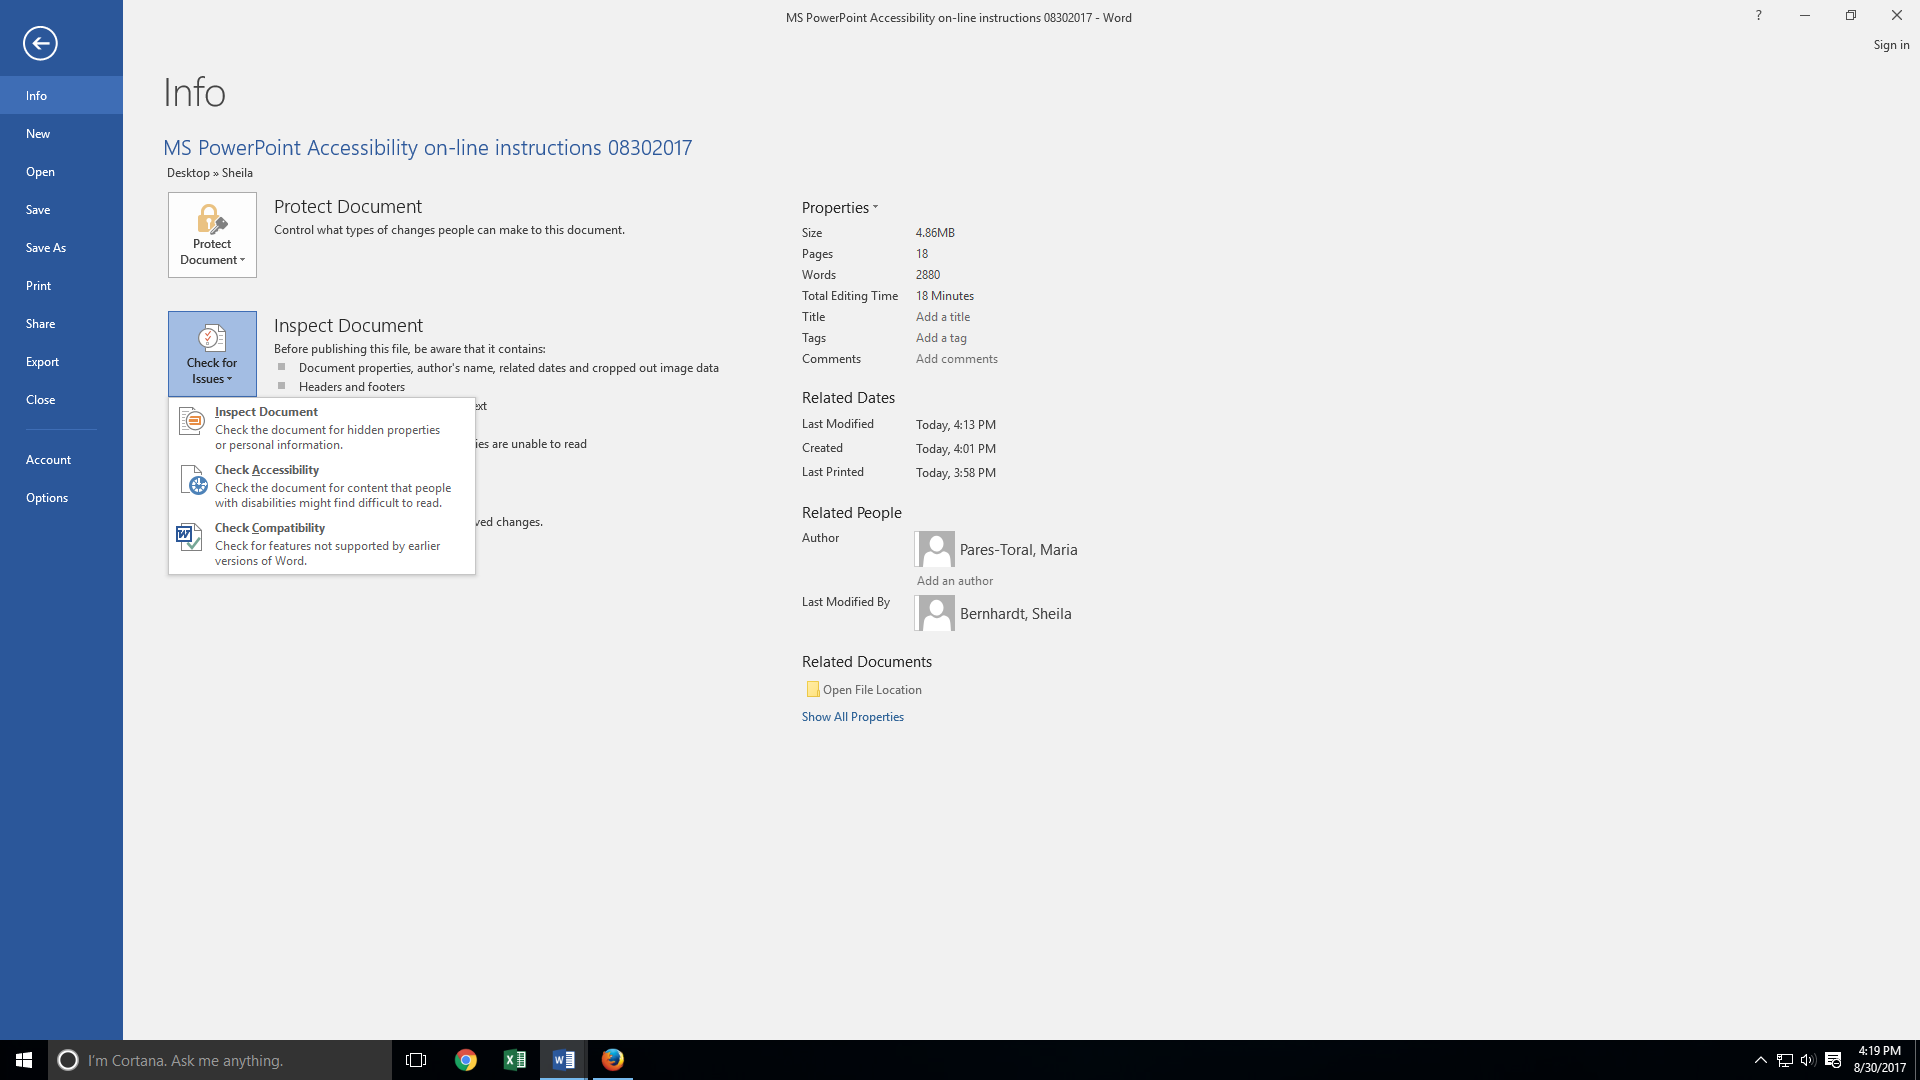 MS PowerPoint Accessibility on-line instructions 08302017 - Word
?
Sign in
Info
New
Open
Save
Save As
Print
Share
Export
Close
Account
Options
Info
MS PowerPoint Accessibility on-line instructions 08302017
Desktop » Sheila
Protect
Document
Protect Document
Control what types of changes people can make to this document.
Check for
Issues
Inspect Document
Before publishing this file, be aware that it contains:
Document properties, author's name, related dates and cropped out image data
Headers and footers
ies are unable to read
ved changes.
Inspect Document
Check the document for hidden properties
or personal information.
Check Accessibility
Check the document for content that people
with disabilities might find difficult to read.
Check Compatibility
Check for features not supported by earlier
versions of Word.
Properties
Size 4.86MB
Pages 18
Words 2880
Total Editing Time 18 Minutes
Title Add a title
Tags Add a tag
Comments Add comments
Related Dates
Last Modified Today, 4:13 PM
Created Today, 4:01 PM
Last Printed Today, 3:58 PM
Related People
Author Pares-Toral, Maria
Add an author
Last Modified By Bernhardt, Sheila
Related Documents
Open File Location
Show All Properties
I'm Cortana. Ask me anything.
4:19 PM
8/30/2017